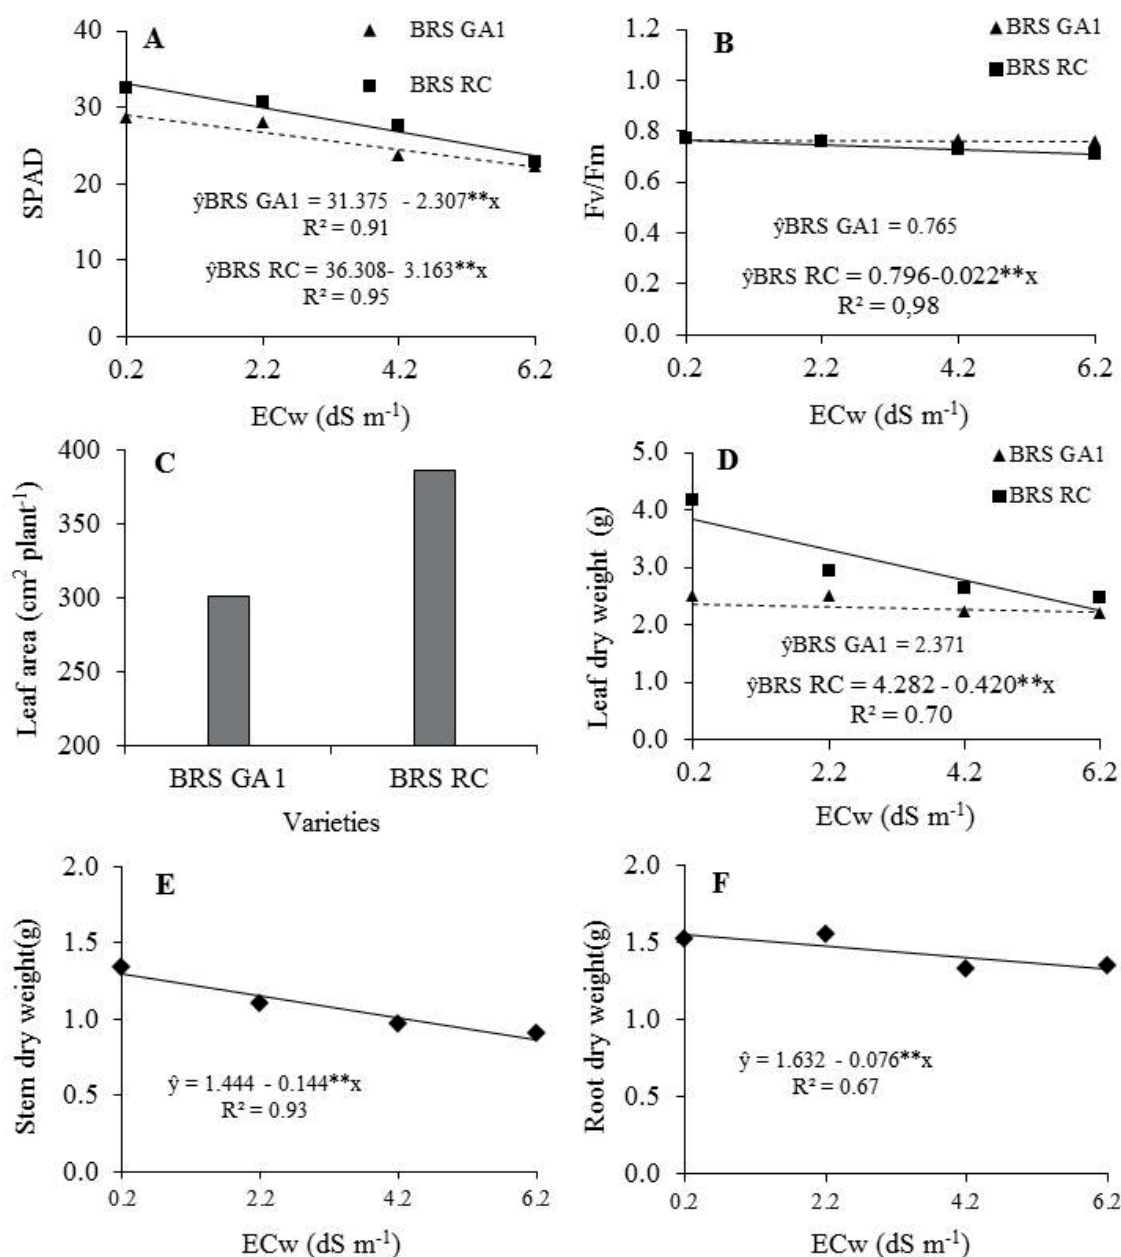 A
BRS GA1
BRS RC
40
30
20
10
0
SPAD
ŷBRS GA1 = 31.375 - 2.307**x
R² = 0.91
ŷBRS RC = 36.308- 3.163**x
R² = 0.95
0.2 2.2 4.2 6.2
ECw (dS m⁻¹)
B
BRS GA1
BRS RC
1.2
1.0
0.8
0.6
0.4
0.2
0.0
Fv/Fm
ŷBRS GA1 = 0.765
ŷBRS RC = 0.796-0.022**x
R² = 0,98
0.2 2.2 4.2 6.2
ECw (dS m⁻¹)
C
400
350
300
250
200
Leaf area (cm² plant⁻¹)
BRS GA1 BRS RC
Varieties
D
BRS GA1
BRS RC
5.0
4.0
3.0
2.0
1.0
0.0
Leaf dry weight (g)
ŷBRS GA1 = 2.371
ŷBRS RC = 4.282 - 0.420**x
R² = 0.70
0.2 2.2 4.2 6.2
ECw (dS m⁻¹)
E
2.0
1.5
1.0
0.5
0.0
Stem dry weight(g)
ŷ = 1.444 - 0.144**x
R² = 0.93
0.2 2.2 4.2 6.2
ECw (dS m⁻¹)
F
2.0
1.5
1.0
0.5
0.0
Root dry weight(g)
ŷ = 1.632 - 0.076**x
R² = 0.67
0.2 2.2 4.2 6.2
ECw (dS m⁻¹)